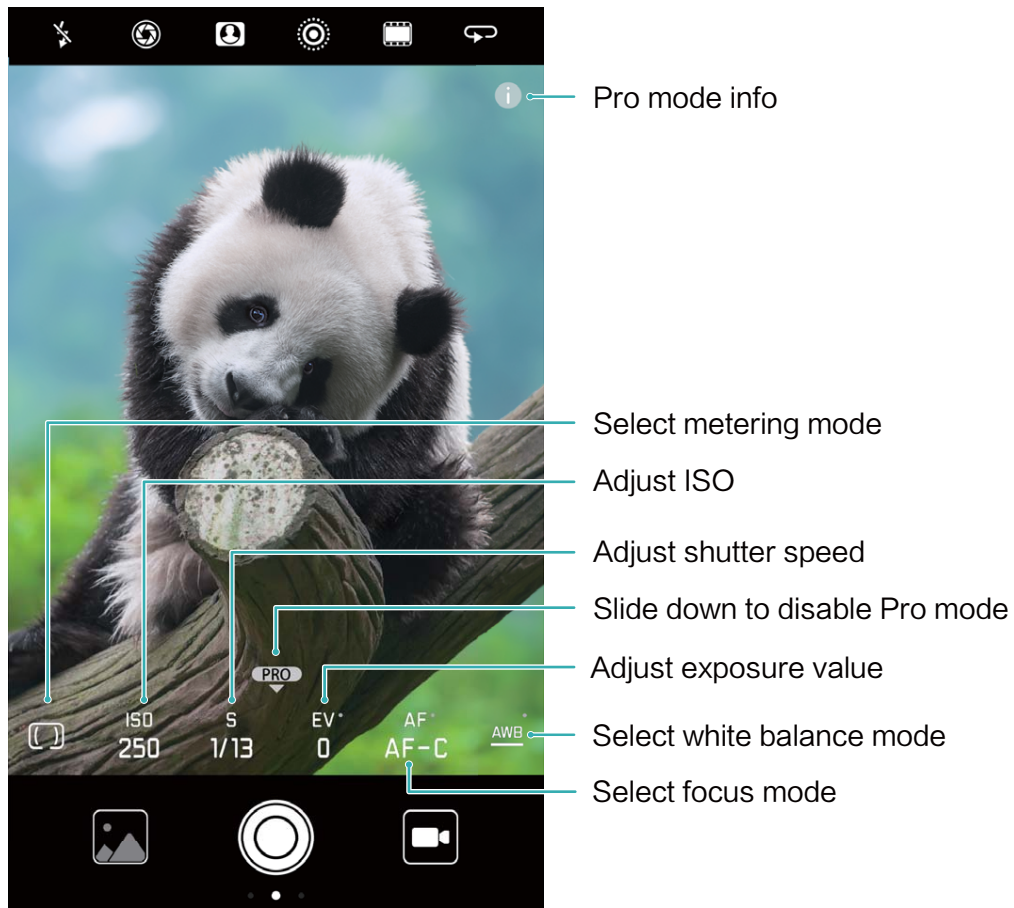 Pro mode info
Select metering mode
Adjust ISO
Adjust shutter speed
Slide down to disable Pro mode
PRO
Adjust exposure value
ISO S EV AF AWB
250 1/13 0 AF-C
Select white balance mode
Select focus mode